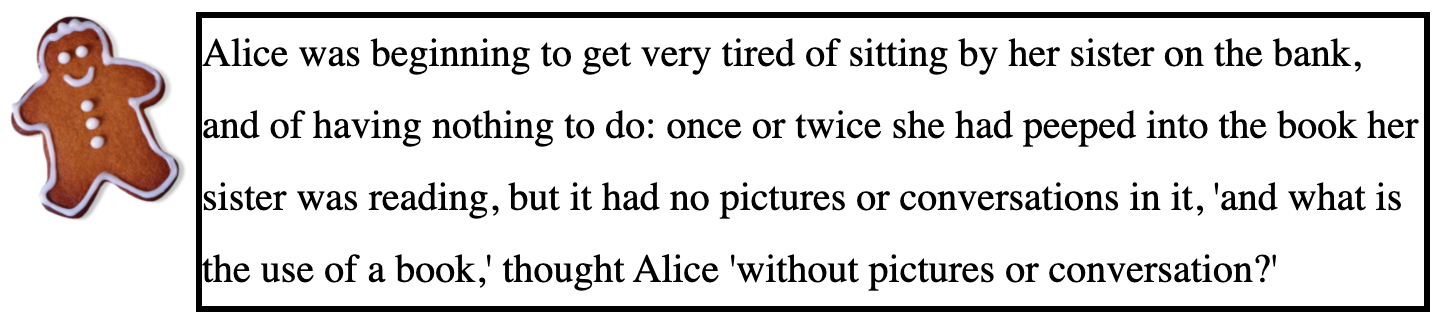 Alice was beginning to get very tired of sitting by her sister on the bank,
and of having nothing to do: once or twice she had peeped into the book her
sister was reading, but it had no pictures or conversations in it, 'and what is
the use of a book,' thought Alice 'without pictures or conversation?'